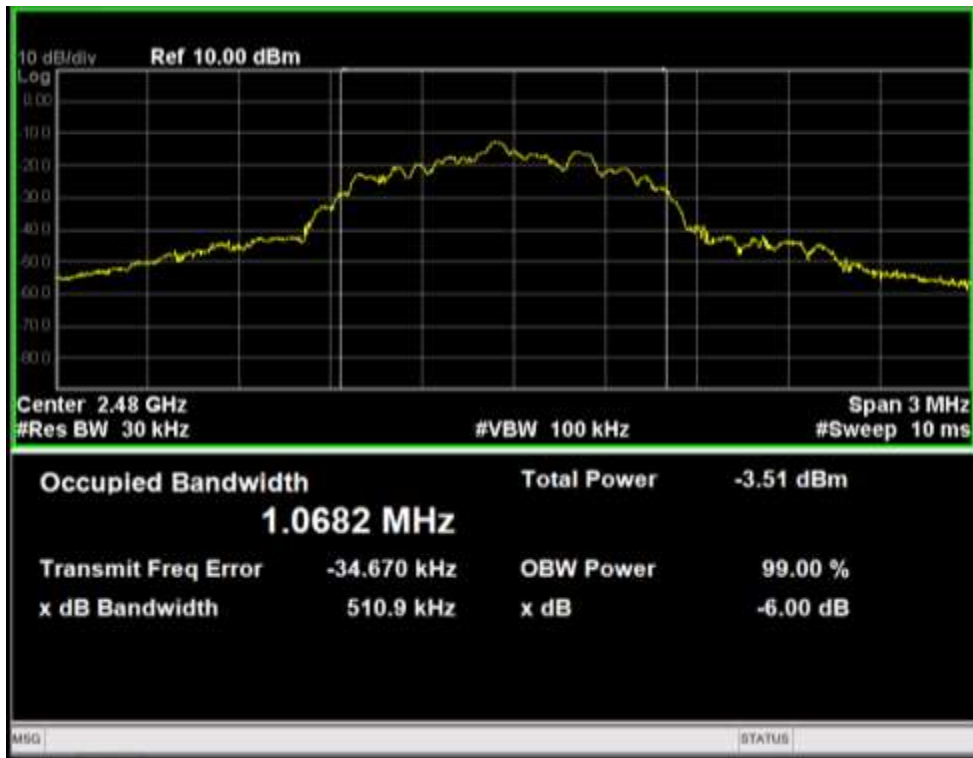 10 dB/div Ref 10.00 dBm
Log
0.00
-10.0
-20.0
-30.0
-40.0
-50.0
-60.0
-70.0
-80.0
Center 2.48 GHz Span 3 MHz
#Res BW 30 kHz #VBW 100 kHz #Sweep 10 ms
Occupied Bandwidth Total Power -3.51 dBm
1.0682 MHz
Transmit Freq Error -34.670 kHz OBW Power 99.00 %
x dB Bandwidth 510.9 kHz x dB -6.00 dB
MSG STATUS